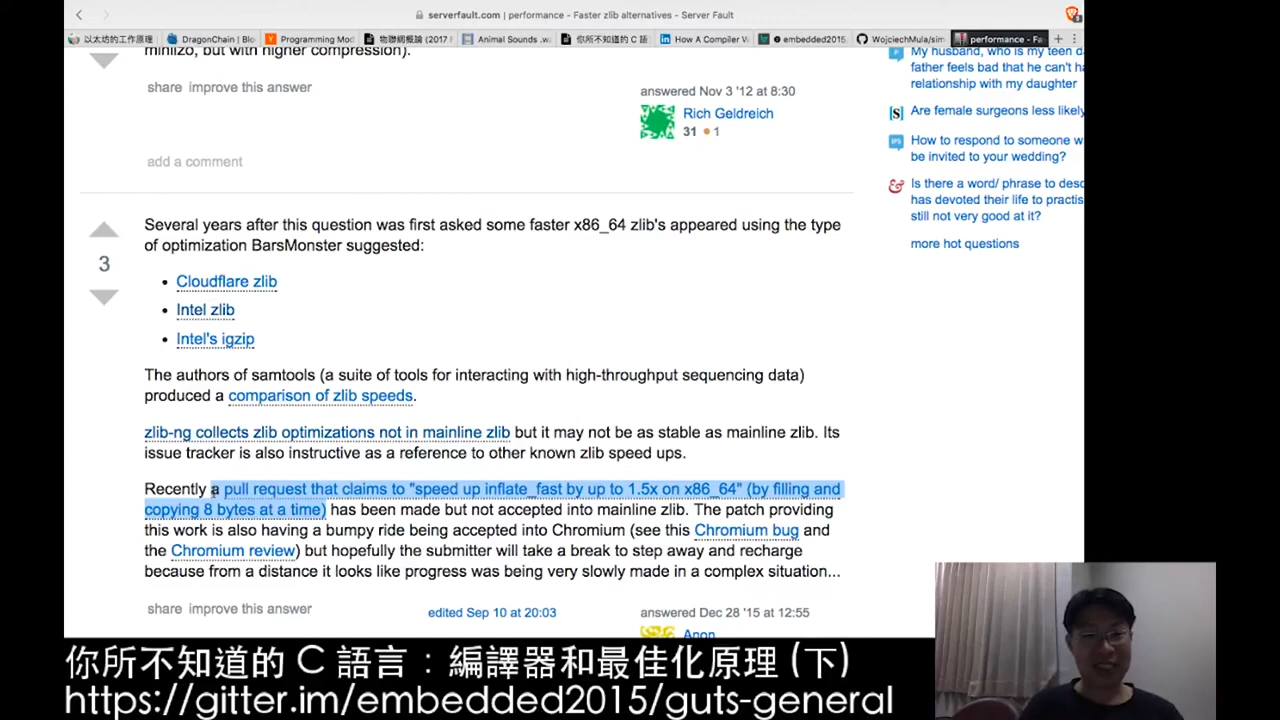 serverfault.com | performance - Faster zlib alternatives - Server Fault
以太坊的工作原理
DragonChain | Blo
Programming Mod
物聯網概論 (2017 F
Animal Sounds .wa
你所不知道的 C 語
How A Compiler W
embedded2015
WojciechMula/sim
performance - Fa
minilzo, but with higher compression).
share improve this answer
answered Nov 3 '12 at 8:30
Rich Geldreich
31 1
add a comment
Several years after this question was first asked some faster x86_64 zlib's appeared using the type
of optimization BarsMonster suggested:
3
Cloudflare zlib
Intel zlib
Intel's igzip
The authors of samtools (a suite of tools for interacting with high-throughput sequencing data)
produced a comparison of zlib speeds.
zlib-ng collects zlib optimizations not in mainline zlib but it may not be as stable as mainline zlib. Its
issue tracker is also instructive as a reference to other known zlib speed ups.
Recently a pull request that claims to "speed up inflate_fast by up to 1.5x on x86_64" (by filling and
copying 8 bytes at a time) has been made but not accepted into mainline zlib. The patch providing
this work is also having a bumpy ride being accepted into Chromium (see this Chromium bug and
the Chromium review) but hopefully the submitter will take a break to step away and recharge
because from a distance it looks like progress was being very slowly made in a complex situation...
share improve this answer
edited Sep 10 at 20:03
answered Dec 28 '15 at 12:55
Anon
My husband, who is my teen d
father feels bad that he can't ha
relationship with my daughter
Are female surgeons less likely
How to respond to someone w
be invited to your wedding?
Is there a word/ phrase to desc
has devoted their life to practis
still not very good at it?
more hot questions
你所不知道的 C 語言：編譯器和最佳化原理 (下)
https://gitter.im/embedded2015/guts-general